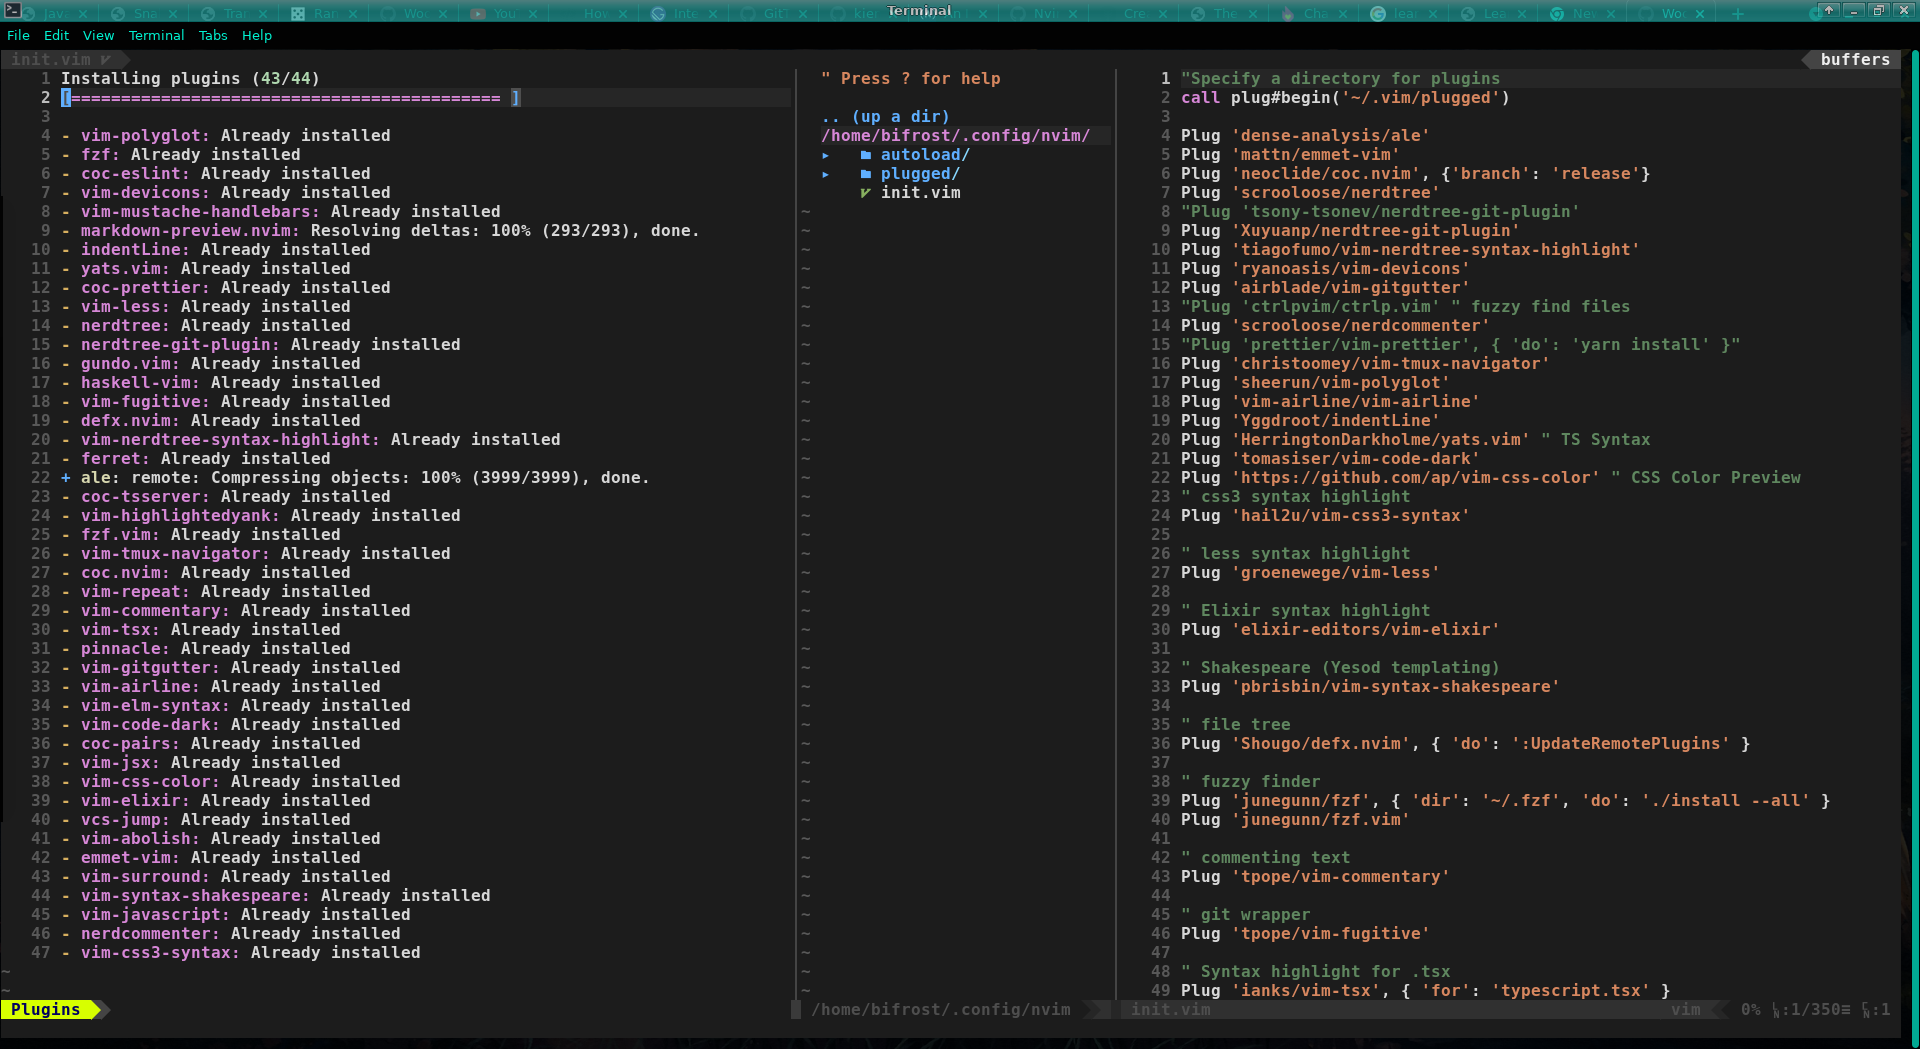 Jav
Sna
Tra
Ran
Wo
You
How
Inte
Git
kie
Nvi
Cre
The
Cha
lear
Lea
Nev
Wo
Terminal
File Edit View Terminal Tabs Help
init.vim
buffers
1 Installing plugins (43/44)
2 [=========================================== ]
3
4 - vim-polyglot: Already installed
5 - fzf: Already installed
6 - coc-eslint: Already installed
7 - vim-devicons: Already installed
8 - vim-mustache-handlebars: Already installed
9 - markdown-preview.nvim: Resolving deltas: 100% (293/293), done.
10 - indentLine: Already installed
11 - yats.vim: Already installed
12 - coc-prettier: Already installed
13 - vim-less: Already installed
14 - nerdtree: Already installed
15 - nerdtree-git-plugin: Already installed
16 - gundo.vim: Already installed
17 - haskell-vim: Already installed
18 - vim-fugitive: Already installed
19 - defx.nvim: Already installed
20 - vim-nerdtree-syntax-highlight: Already installed
21 - ferret: Already installed
22 + ale: remote: Compressing objects: 100% (3999/3999), done.
23 - coc-tsserver: Already installed
24 - vim-highlightedyank: Already installed
25 - fzf.vim: Already installed
26 - vim-tmux-navigator: Already installed
27 - coc.nvim: Already installed
28 - vim-repeat: Already installed
29 - vim-commentary: Already installed
30 - vim-tsx: Already installed
31 - pinnacle: Already installed
32 - vim-gitgutter: Already installed
33 - vim-airline: Already installed
34 - vim-elm-syntax: Already installed
35 - vim-code-dark: Already installed
36 - coc-pairs: Already installed
37 - vim-jsx: Already installed
38 - vim-css-color: Already installed
39 - vim-elixir: Already installed
40 - vcs-jump: Already installed
41 - vim-abolish: Already installed
42 - emmet-vim: Already installed
43 - vim-surround: Already installed
44 - vim-syntax-shakespeare: Already installed
45 - vim-javascript: Already installed
46 - nerdcommenter: Already installed
47 - vim-css3-syntax: Already installed
Plugins
" Press ? for help
.. (up a dir)
/home/bifrost/.config/nvim/
▸ autoload/
▸ plugged/
init.vim
/home/bifrost/.config/nvim
1 "Specify a directory for plugins
2 call plug#begin('~/.vim/plugged')
3
4 Plug 'dense-analysis/ale'
5 Plug 'mattn/emmet-vim'
6 Plug 'neoclide/coc.nvim', {'branch': 'release'}
7 Plug 'scrooloose/nerdtree'
8 "Plug 'tsony-tsonev/nerdtree-git-plugin'
9 Plug 'Xuyuanp/nerdtree-git-plugin'
10 Plug 'tiagofumo/vim-nerdtree-syntax-highlight'
11 Plug 'ryanoasis/vim-devicons'
12 Plug 'airblade/vim-gitgutter'
13 "Plug 'ctrlpvim/ctrlp.vim' " fuzzy find files
14 Plug 'scrooloose/nerdcommenter'
15 "Plug 'prettier/vim-prettier', { 'do': 'yarn install' }"
16 Plug 'christoomey/vim-tmux-navigator'
17 Plug 'sheerun/vim-polyglot'
18 Plug 'vim-airline/vim-airline'
19 Plug 'Yggdroot/indentLine'
20 Plug 'HerringtonDarkholme/yats.vim' " TS Syntax
21 Plug 'tomasiser/vim-code-dark'
22 Plug 'https://github.com/ap/vim-css-color' " CSS Color Preview
23 " css3 syntax highlight
24 Plug 'hail2u/vim-css3-syntax'
25
26 " less syntax highlight
27 Plug 'groenewege/vim-less'
28
29 " Elixir syntax highlight
30 Plug 'elixir-editors/vim-elixir'
31
32 " Shakespeare (Yesod templating)
33 Plug 'pbrisbin/vim-syntax-shakespeare'
34
35 " file tree
36 Plug 'Shougo/defx.nvim', { 'do': ':UpdateRemotePlugins' }
37
38 " fuzzy finder
39 Plug 'junegunn/fzf', { 'dir': '~/.fzf', 'do': './install --all' }
40 Plug 'junegunn/fzf.vim'
41
42 " commenting text
43 Plug 'tpope/vim-commentary'
44
45 " git wrapper
46 Plug 'tpope/vim-fugitive'
47
48 " Syntax highlight for .tsx
49 Plug 'ianks/vim-tsx', { 'for': 'typescript.tsx' }
init.vim
vim
0% ㏑:1/350≡ ㏇:1